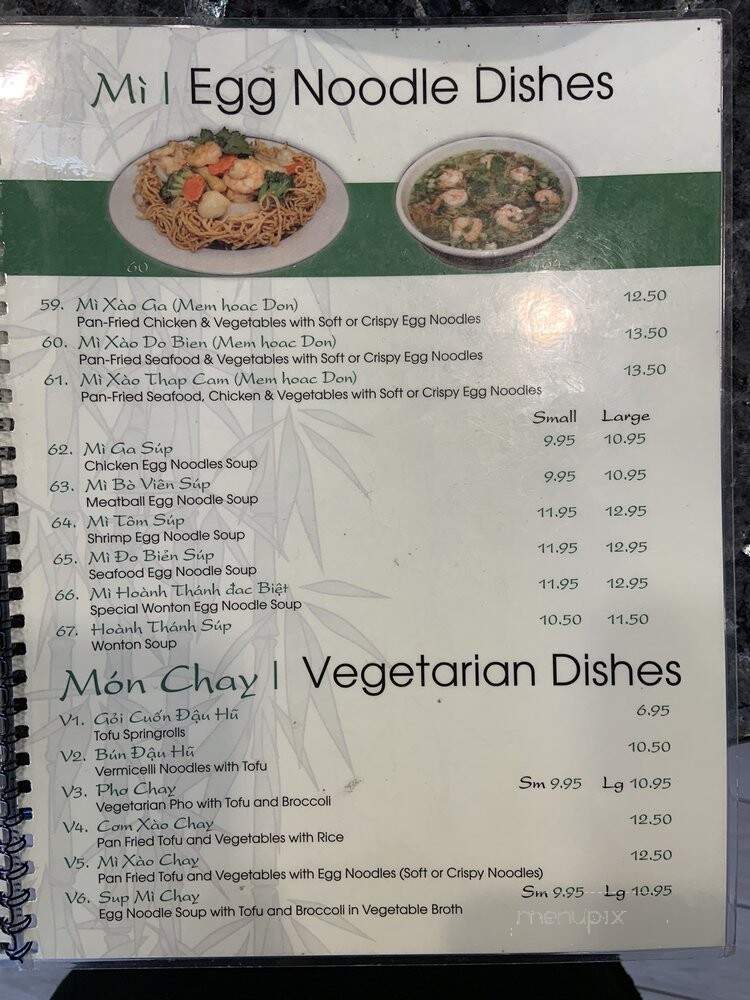 Mì | Egg Noodle Dishes
60
64
59. Mì Xào Ga (Mem hoac Don) 12.50
Pan-Fried Chicken & Vegetables with Soft or Crispy Egg Noodles
60. Mì Xào Do Bien (Mem hoac Don) 13.50
Pan-Fried Seafood & Vegetables with Soft or Crispy Egg Noodles
61. Mì Xào Thap Cam (Mem hoac Don) 13.50
Pan-Fried Seafood, Chicken & Vegetables with Soft or Crispy Egg Noodles
Small Large
62. Mì Ga Súp 9.95 10.95
Chicken Egg Noodles Soup
63. Mì Bò Viên Súp 9.95 10.95
Meatball Egg Noodle Soup
64. Mì Tôm Súp 11.95 12.95
Shrimp Egg Noodle Soup
65. Mì Đo Biển Súp 11.95 12.95
Seafood Egg Noodle Soup
66. Mì Hoành Thánh đac Biệt 11.95 12.95
Special Wonton Egg Noodle Soup
67. Hoành Thánh Súp 10.50 11.50
Wonton Soup
Món Chay | Vegetarian Dishes
V1. Gỏi Cuốn Đậu Hũ 6.95
Tofu Springrolls
V2. Bún Đậu Hũ 10.50
Vermicelli Noodles with Tofu
V3. Pho Chay Sm 9.95 Lg 10.95
Vegetarian Pho with Tofu and Broccoli
V4. Cơm Xào Chay 12.50
Pan Fried Tofu and Vegetables with Rice
V5. Mì Xào Chay 12.50
Pan Fried Tofu and Vegetables with Egg Noodles (Soft or Crispy Noodles)
V6. Sup Mì Chay Sm 9.95 Lg 10.95
Egg Noodle Soup with Tofu and Broccoli in Vegetable Broth
menupix